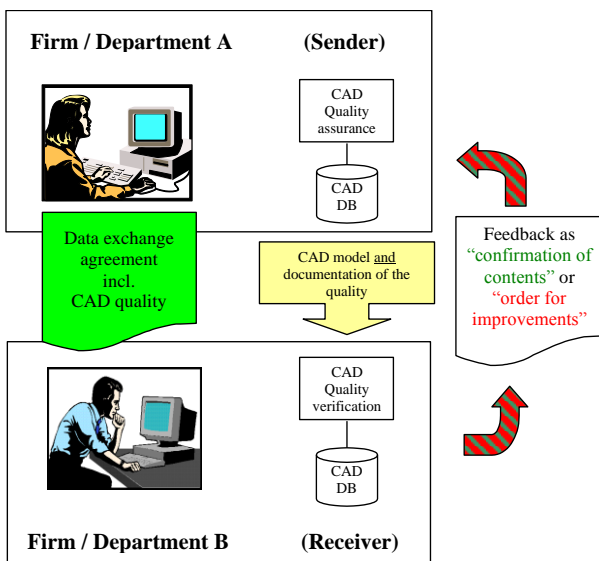 Firm / Department A (Sender)
CAD
Quality
assurance
CAD
DB
Data exchange
agreement
incl.
CAD quality
CAD model and
documentation of the
quality
Feedback as
“confirmation of
contents” or
“order for
improvements”
CAD
Quality
verification
CAD
DB
Firm / Department B (Receiver)